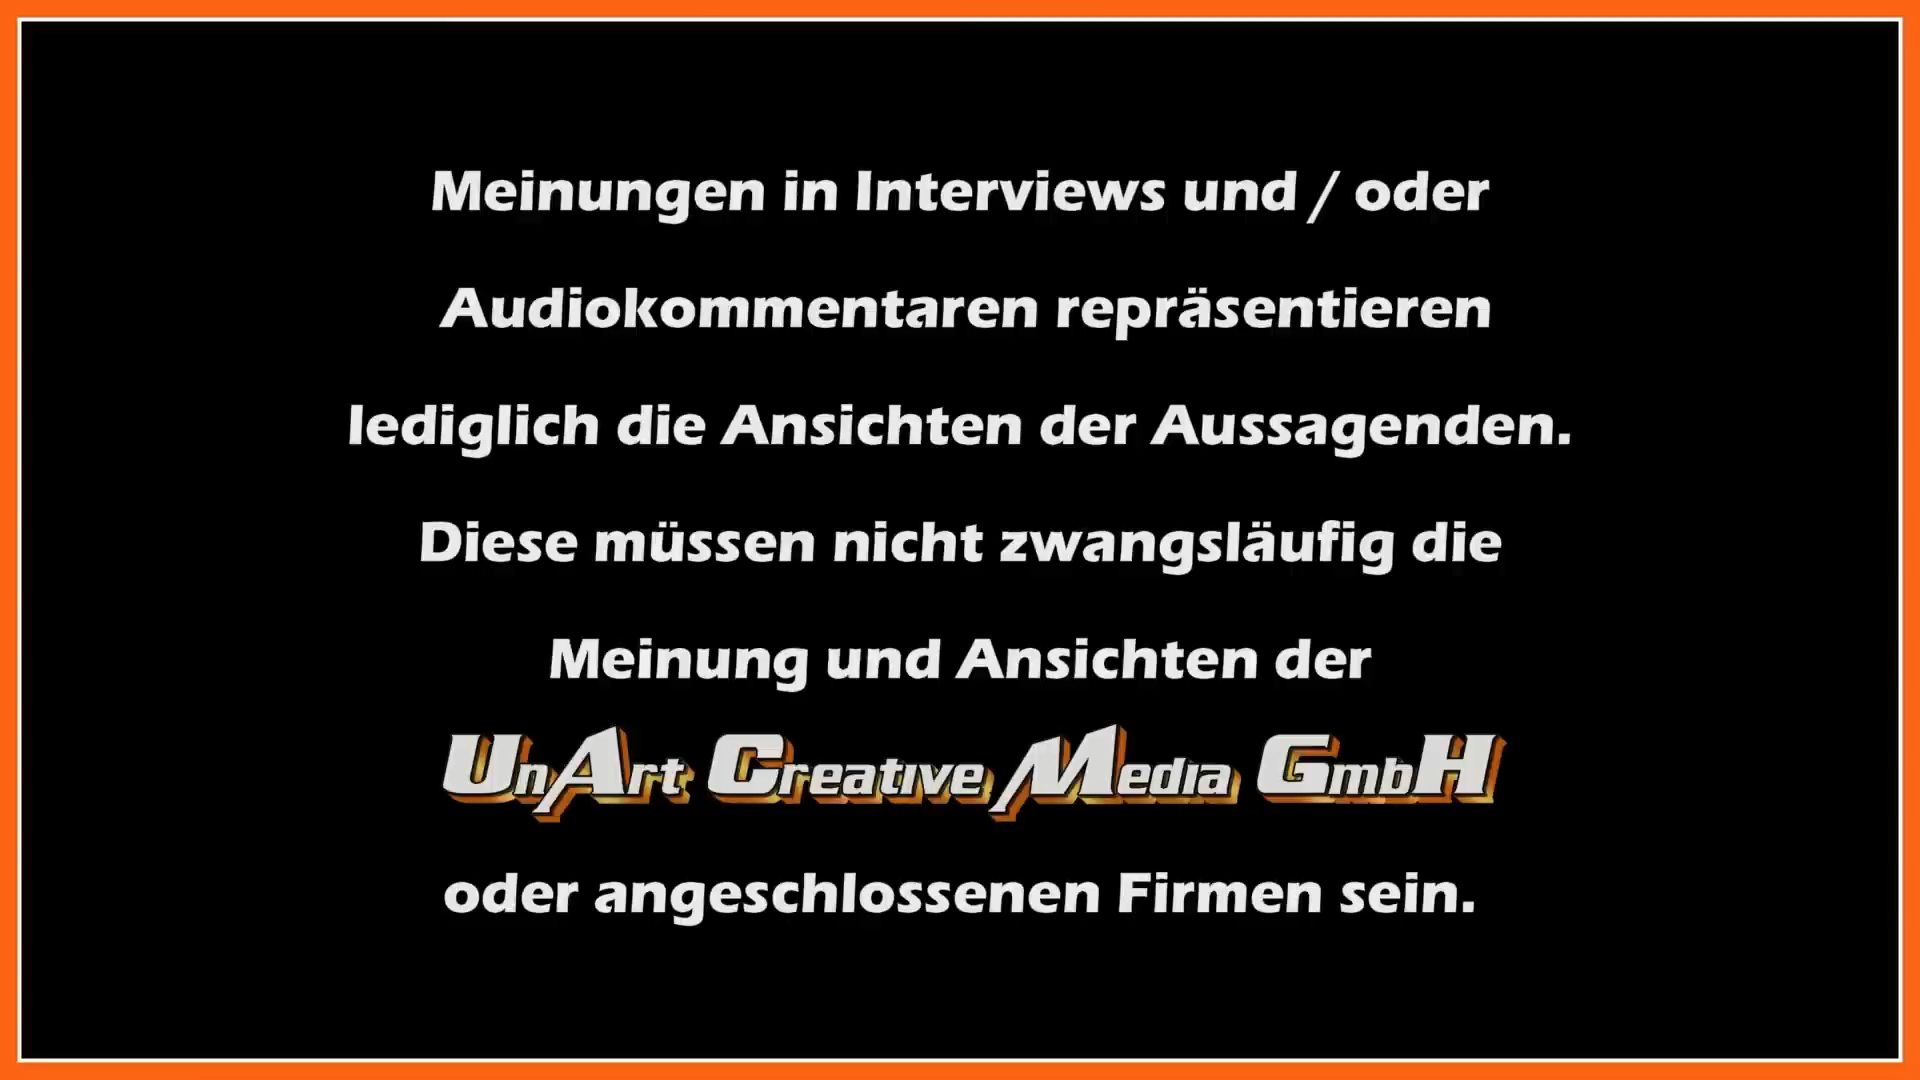 Meinungen in Interviews und / oder
Audiokommentaren repräsentieren
lediglich die Ansichten der Aussagenden.
Diese müssen nicht zwangsläufig die
Meinung und Ansichten der
UnArt Creative Media GmbH
oder angeschlossenen Firmen sein.